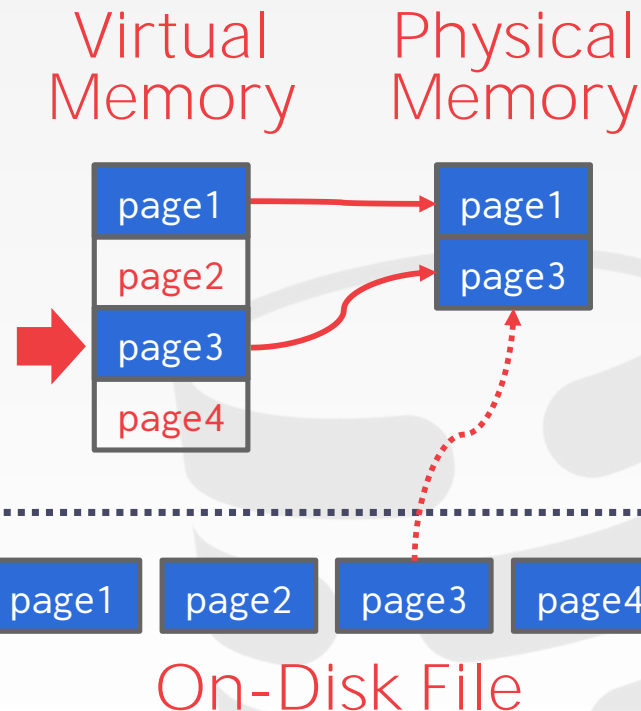 Virtual Memory
Physical Memory
page1
page2
page3
page4
page1
page3
page1
page2
page3
page4
On-Disk File